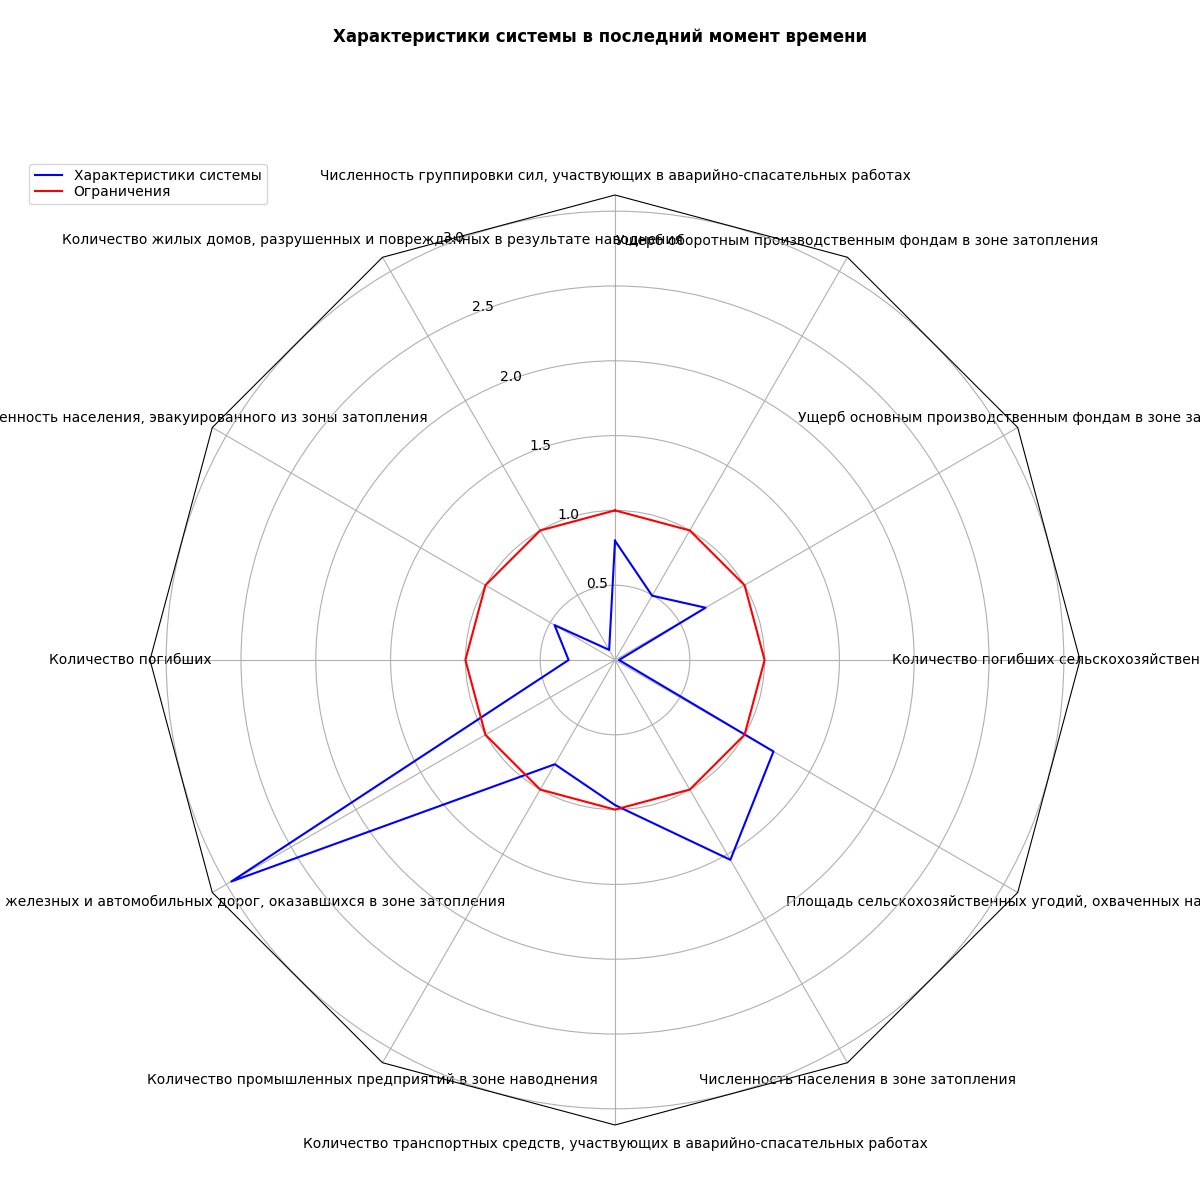 Характеристики системы в последний момент времени
Характеристики системы
Ограничения
Численность группировки сил, участвующих в аварийно-спасательных работах
Количество жилых домов, разрушенных и поврежденных в результате наводнения
Ущерб оборотным производственным фондам в зоне затопления
3.0
2.5
2.0
енность населения, эвакуированного из зоны затопления
Ущерб основным производственным фондам в зоне за
1.5
1.0
0.5
Количество погибших
Количество погибших сельскохозяйствен
железных и автомобильных дорог, оказавшихся в зоне затопления
Площадь сельскохозяйственных угодий, охваченных на
Количество промышленных предприятий в зоне наводнения
Численность населения в зоне затопления
Количество транспортных средств, участвующих в аварийно-спасательных работах